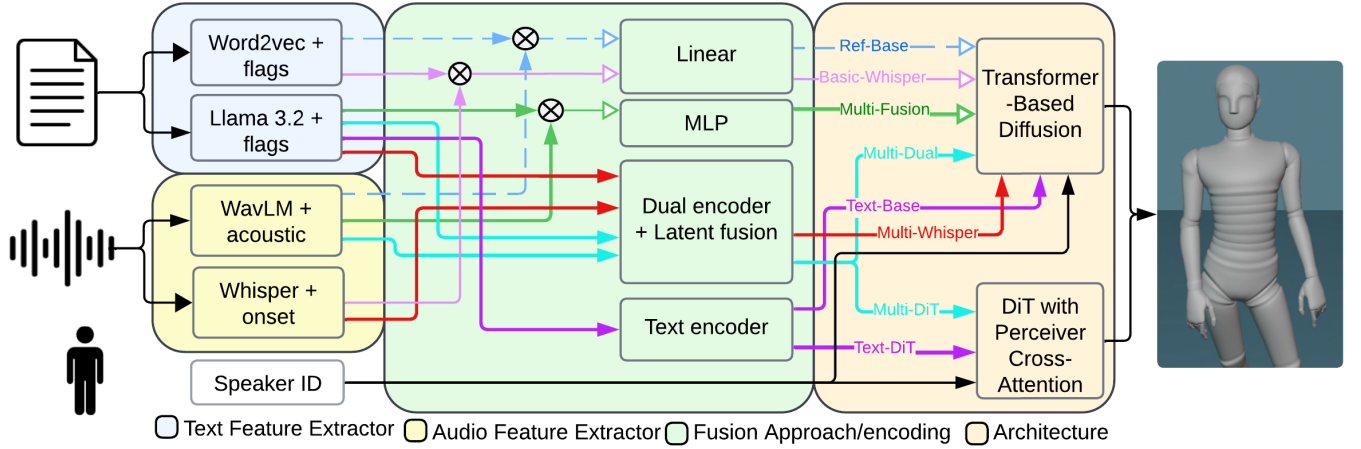 Word2vec +
flags
Llama 3.2 +
flags
WavLM +
acoustic
Whisper +
onset
Speaker ID
Linear
MLP
Dual encoder
+ Latent fusion
Text encoder
Ref-Base
Basic-Whisper
Multi-Fusion
Multi-Dual
Text-Base
Multi-Whisper
Multi-DiT
Text-DiT
Transformer
-Based
Diffusion
DiT with
Perceiver
Cross-
Attention
Text Feature Extractor
Audio Feature Extractor
Fusion Approach/encoding
Architecture